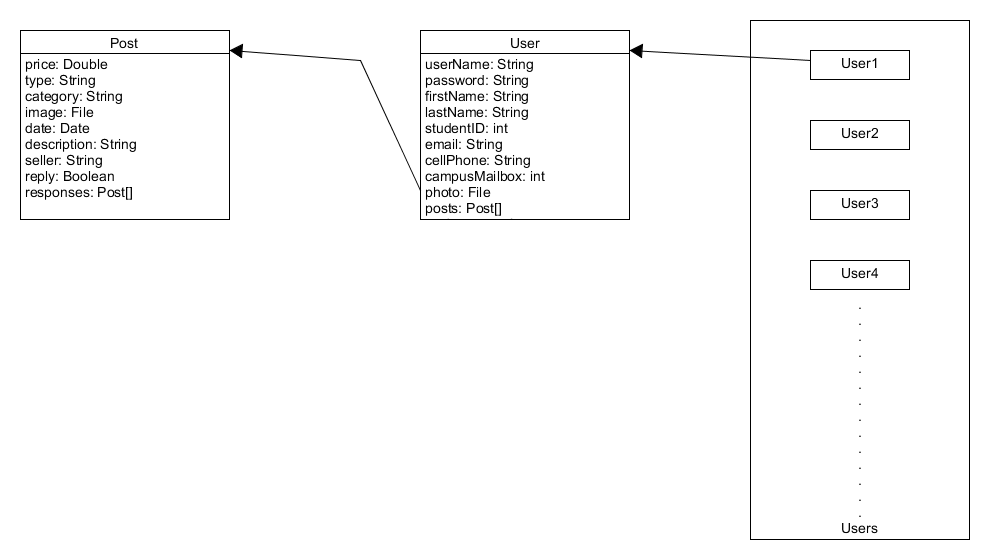 Post
price: Double
type: String
category: String
image: File
date: Date
description: String
seller: String
reply: Boolean
responses: Post[]
User
userName: String
password: String
firstName: String
lastName: String
studentID: int
email: String
cellPhone: String
campusMailbox: int
photo: File
posts: Post[]
User1
User2
User3
User4
.
.
.
.
.
.
.
.
.
.
.
.
.
.
Users